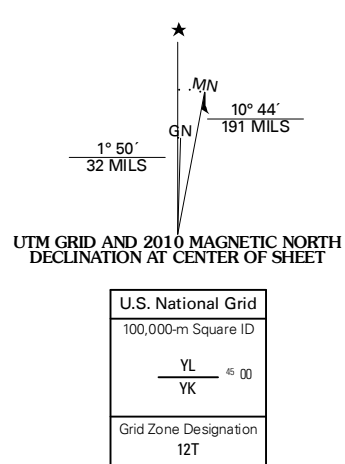 ★
MN
GN
10° 44´
191 MILS
1° 50´
32 MILS
UTM GRID AND 2010 MAGNETIC NORTH
DECLINATION AT CENTER OF SHEET
U.S. National Grid
100,000-m Square ID
YL
45 00
YK
Grid Zone Designation
12T